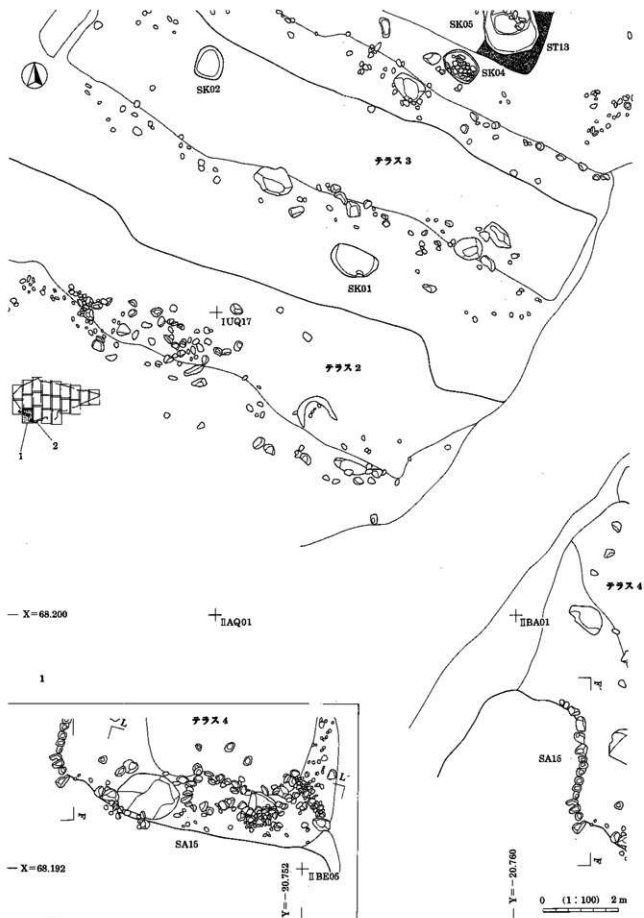 SK05
ST13
SK04
SK02
テラス 3
SK01
IUQ17
テラス 2
1
2
テラス 4
X=68.200
IIAQ01
IIBA01
1
テラス 4
L
L'
F'
SA15
F'
F
SA15
F
X=68.192
Y=-20.752
IIBE05
Y=-20.760
0 (1:100) 2 m